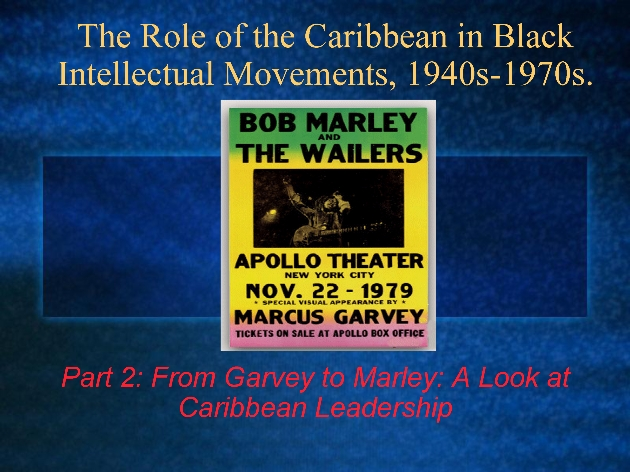 The Role of the Caribbean in Black
Intellectual Movements, 1940s-1970s.
BOB MARLEY
AND
THE WAILERS
APOLLO THEATER
NEW YORK CITY
NOV. 22 - 1979
* SPECIAL VISUAL APPEARANCE BY *
MARCUS GARVEY
TICKETS ON SALE AT APOLLO BOX OFFICE
Part 2: From Garvey to Marley: A Look at
Caribbean Leadership